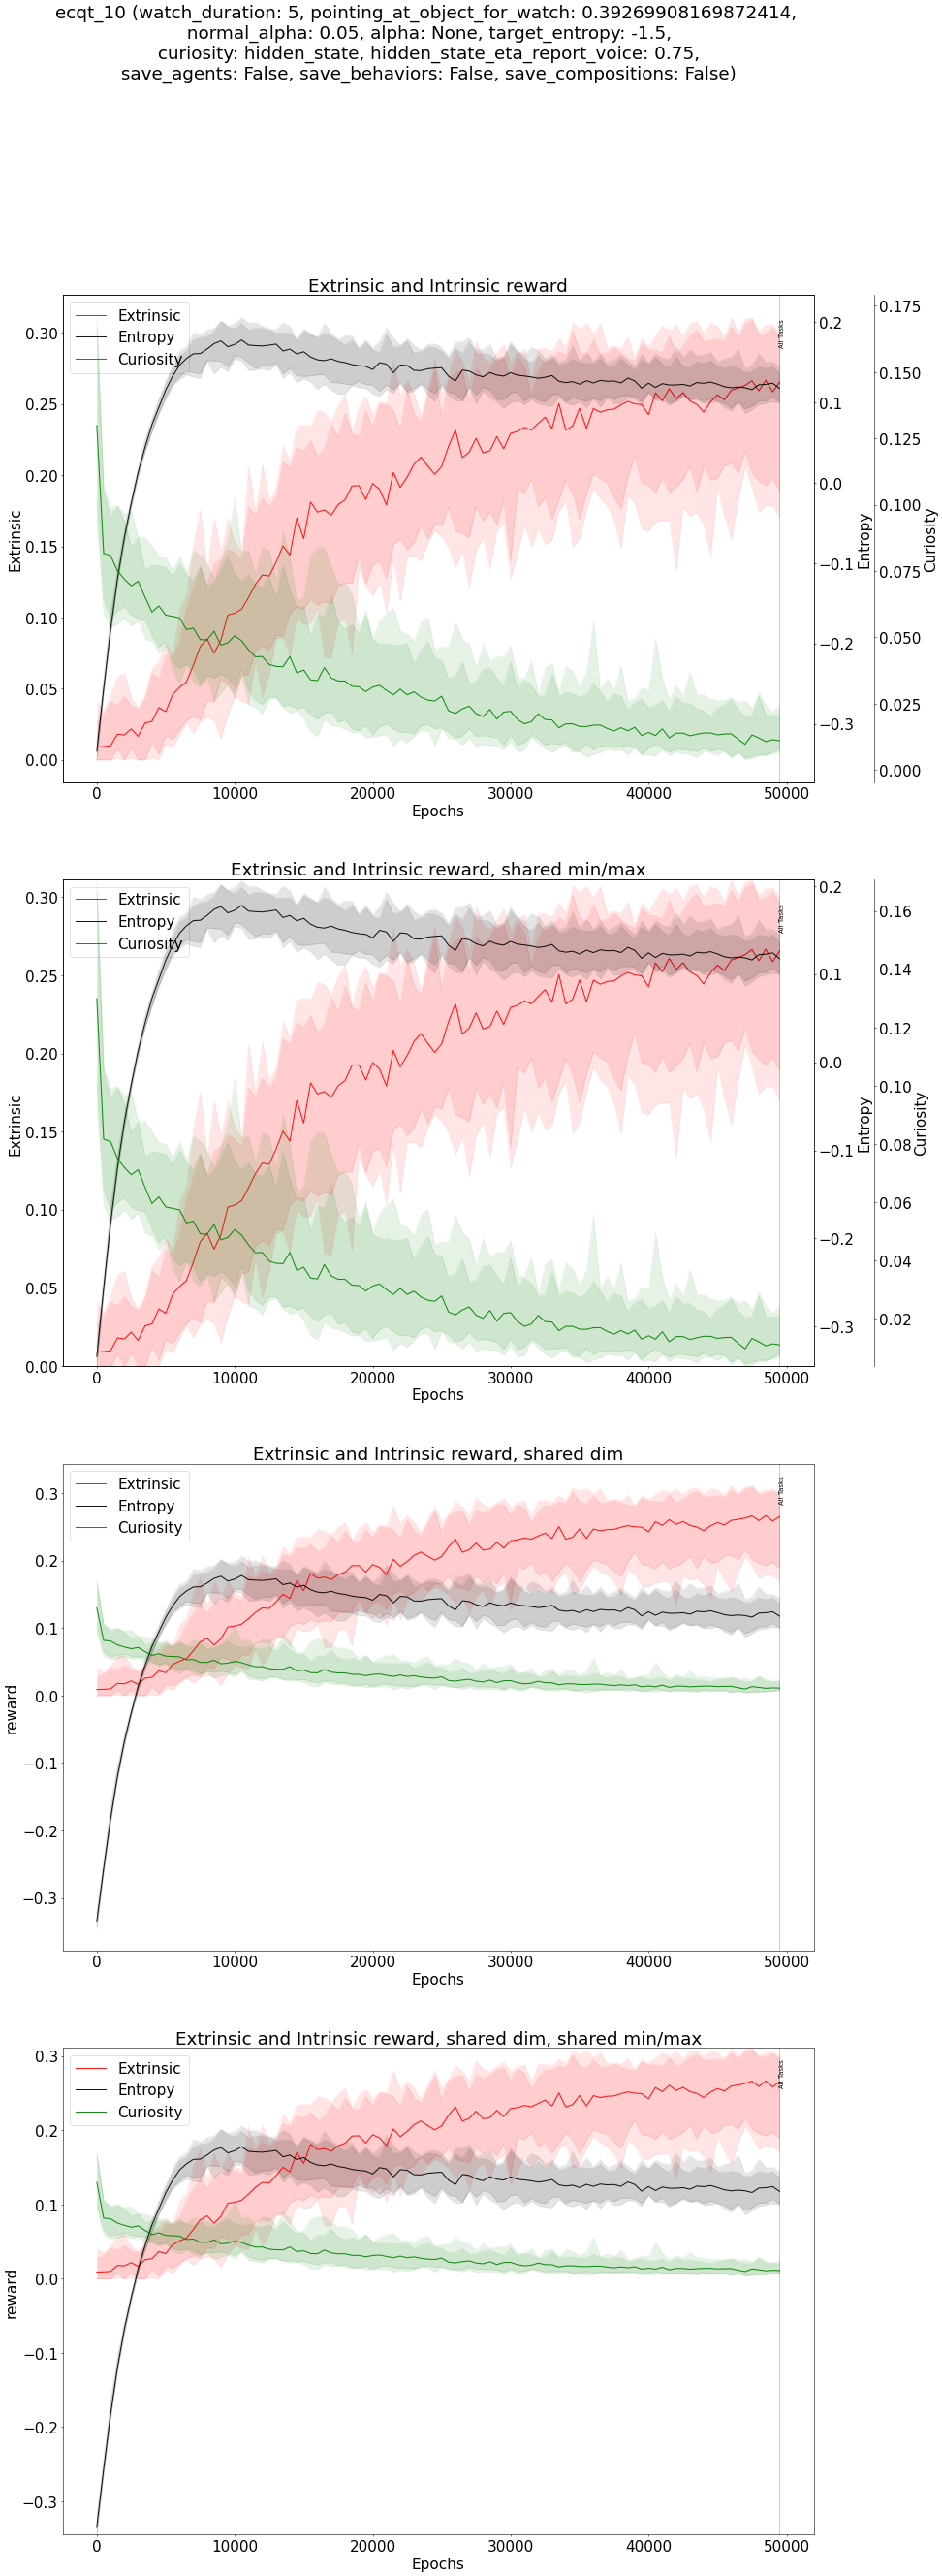 ecqt_10 (watch_duration: 5, pointing_at_object_for_watch: 0.39269908169872414,
normal_alpha: 0.05, alpha: None, target_entropy: -1.5,
curiosity: hidden_state, hidden_state_eta_report_voice: 0.75,
save_agents: False, save_behaviors: False, save_compositions: False)
Extrinsic and Intrinsic reward
Extrinsic
Entropy
Curiosity
All Tasks
0.30
0.25
0.20
0.15
0.10
0.05
0.00
Extrinsic
0.2
0.1
0.0
−0.1
−0.2
−0.3
Entropy
0.175
0.150
0.125
0.100
0.075
0.050
0.025
0.000
Curiosity
0 10000 20000 30000 40000 50000
Epochs
Extrinsic and Intrinsic reward, shared min/max
Extrinsic
Entropy
Curiosity
All Tasks
0.30
0.25
0.20
0.15
0.10
0.05
0.00
Extrinsic
0.2
0.1
0.0
−0.1
−0.2
−0.3
Entropy
0.16
0.14
0.12
0.10
0.08
0.06
0.04
0.02
Curiosity
0 10000 20000 30000 40000 50000
Epochs
Extrinsic and Intrinsic reward, shared dim
Extrinsic
Entropy
Curiosity
All Tasks
0.3
0.2
0.1
0.0
−0.1
−0.2
−0.3
reward
0 10000 20000 30000 40000 50000
Epochs
Extrinsic and Intrinsic reward, shared dim, shared min/max
Extrinsic
Entropy
Curiosity
All Tasks
0.3
0.2
0.1
0.0
−0.1
−0.2
−0.3
reward
0 10000 20000 30000 40000 50000
Epochs